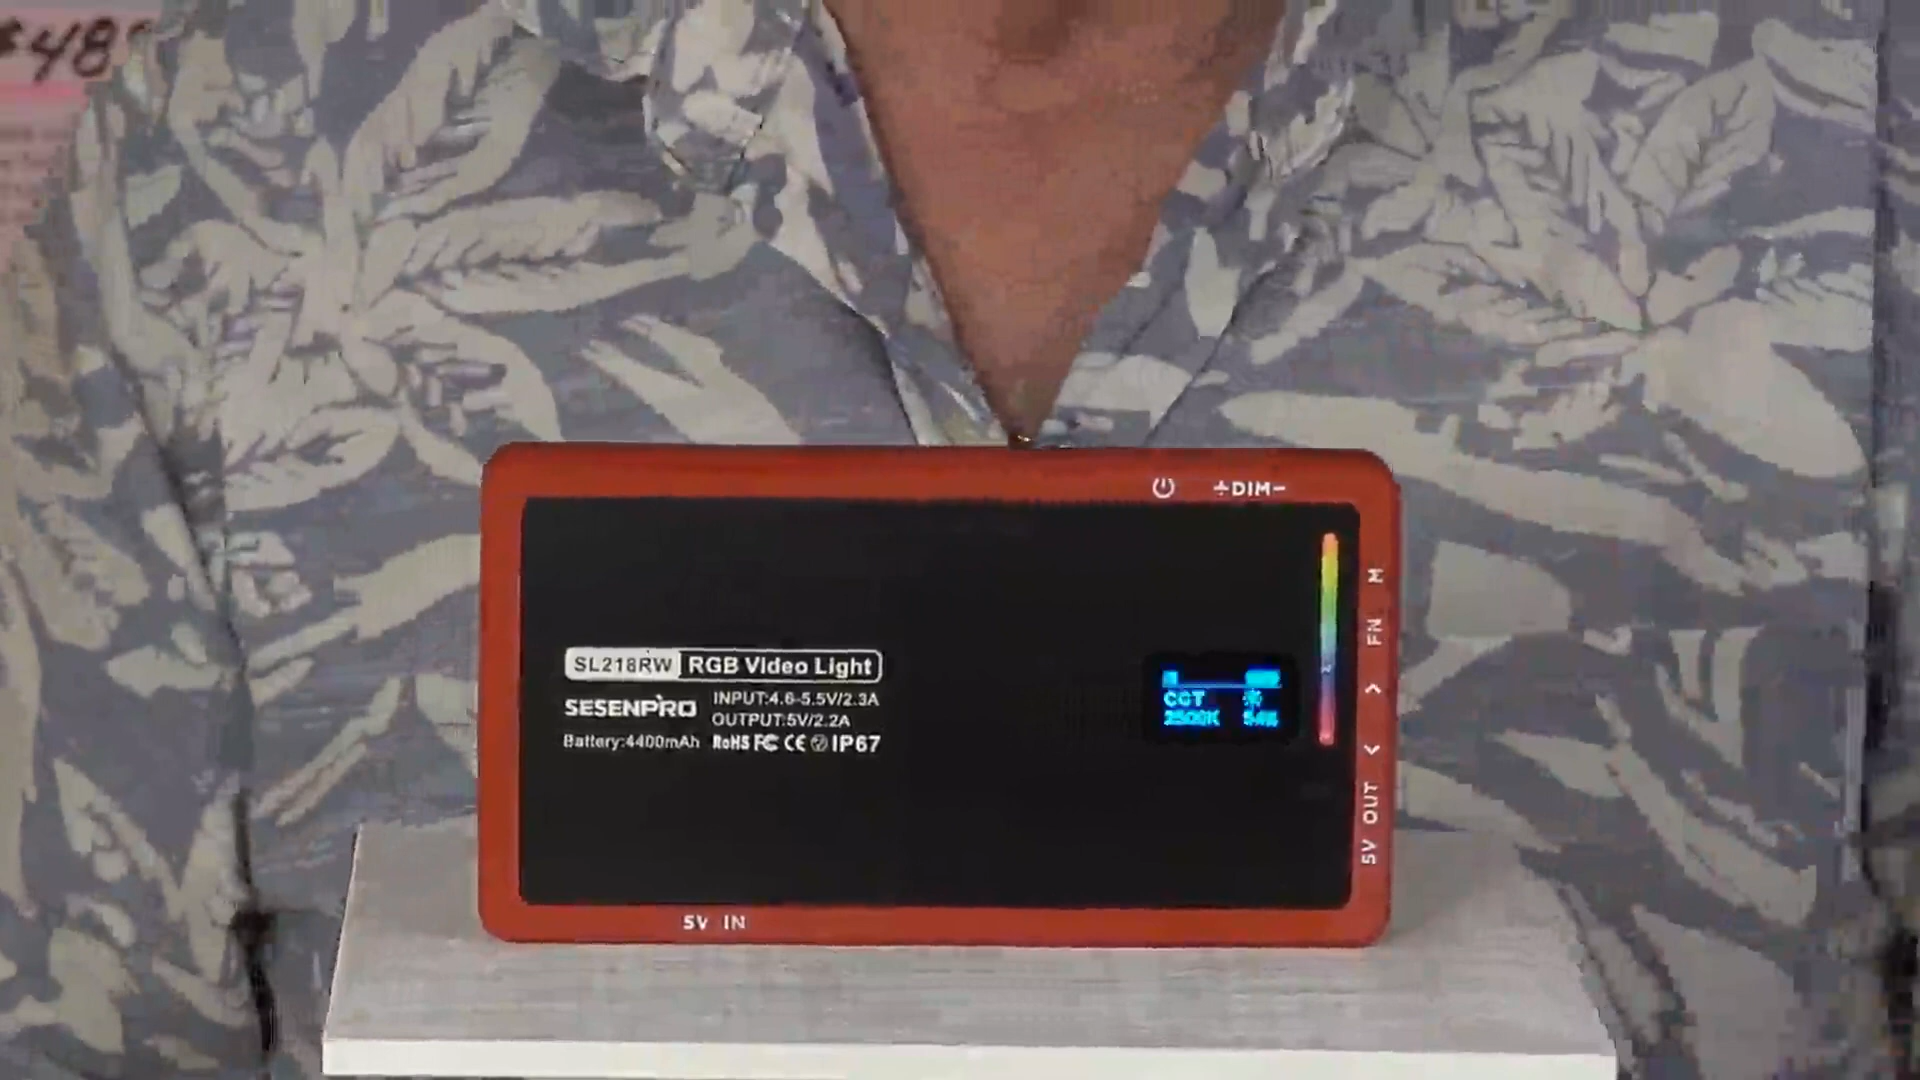 $48
⏻ +DIM−
M
FN
SL218RW RGB Video Light
SESENPRO INPUT:4.6-5.5V/2.3A
OUTPUT:5V/2.2A
Battery:4400mAh RoHS FC CE IP67
CCT
5V OUT < >
5V IN